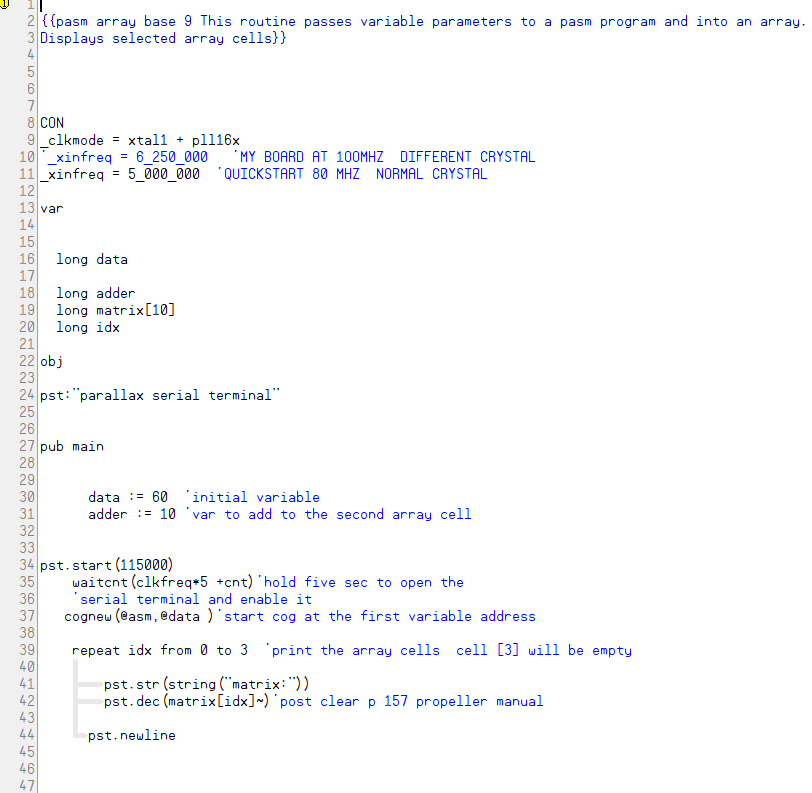 1
2 {{pasm array base 9 This routine passes variable parameters to a pasm program and into an array.
3 Displays selected array cells}}
4
5
6
7
8 CON
9 _clkmode = xtal1 + pll16x
10 '_xinfreq = 6_250_000   'MY BOARD AT 100MHZ  DIFFERENT CRYSTAL
11 _xinfreq = 5_000_000  'QUICKSTART 80 MHZ  NORMAL CRYSTAL
12
13 var
14
15
16   long data
17
18   long adder
19   long matrix[10]
20   long idx
21
22 obj
23
24 pst:"parallax serial terminal"
25
26
27 pub main
28
29
30       data := 60  'initial variable
31       adder := 10 'var to add to the second array cell
32
33
34 pst.start(115000)
35     waitcnt(clkfreq*5 +cnt)'hold five sec to open the
36     'serial terminal and enable it
37    cognew(@asm,@data )'start cog at the first variable address
38
39     repeat idx from 0 to 3  'print the array cells  cell [3] will be empty
40
41         pst.str(string("matrix:"))
42         pst.dec(matrix[idx]~)'post clear p 157 propeller manual
43
44       pst.newline
45
46
47